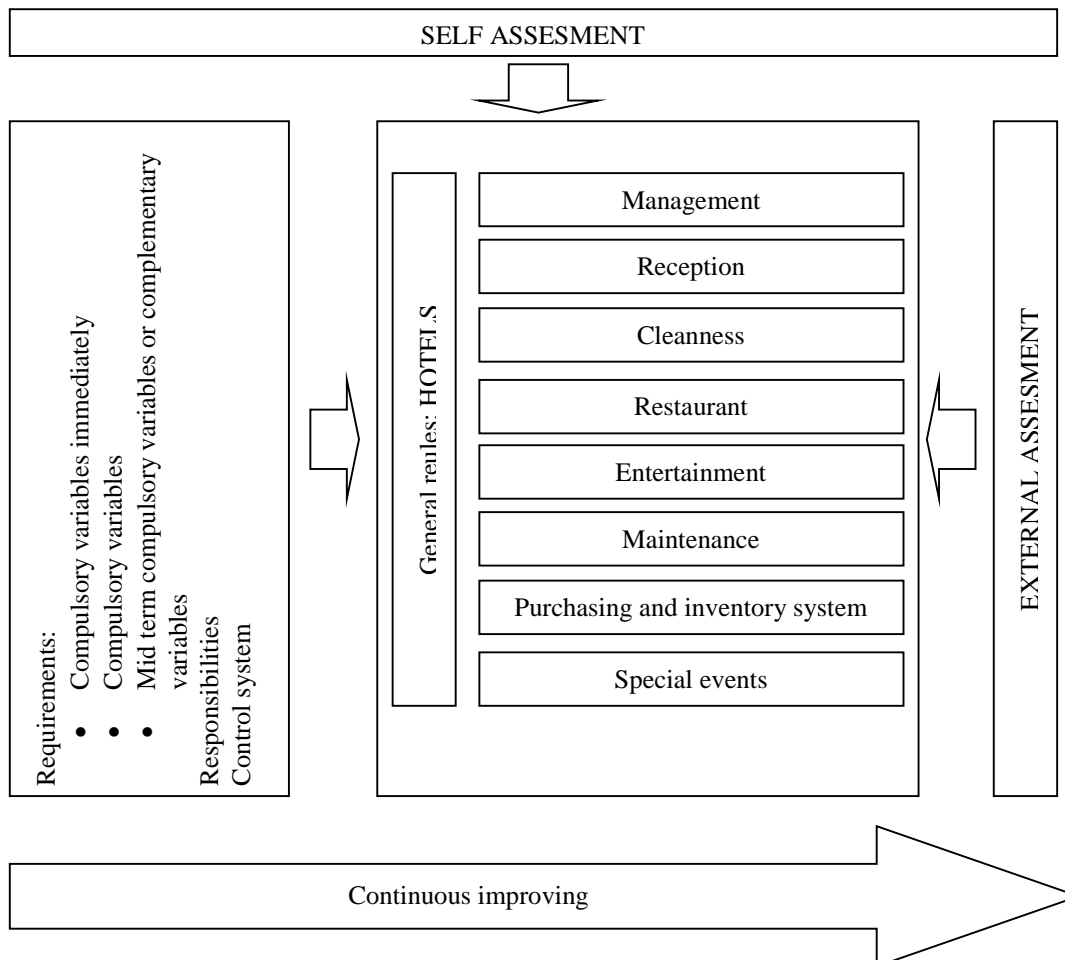 SELF ASSESMENT
Requirements:
• Compulsory variables immediately
• Compulsory variables
• Mid term compulsory variables or complementary
variables
Responsibilities
Control system
General reules: HOTELS
Management
Reception
Cleanness
Restaurant
Entertainment
Maintenance
Purchasing and inventory system
Special events
EXTERNAL ASSESMENT
Continuous improving